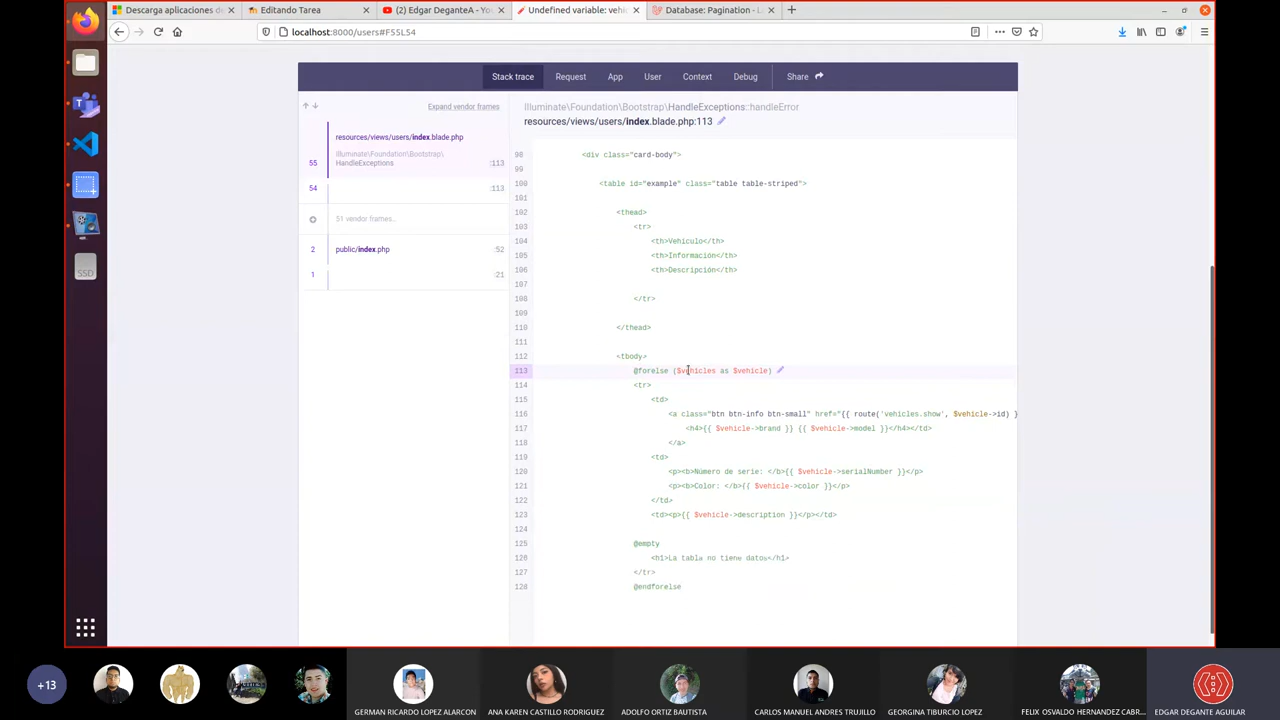 Descarga aplicaciones de
Editando Tarea
(2) Edgar DeganteA - Yo
Undefined variable: vehic
Database: Pagination - La
localhost:8000/users#F55L54
Stack trace
Request
App
User
Context
Debug
Share
Expand vendor frames
resources/views/users/index.blade.php
Illuminate\Foundation\Bootstrap\
55
HandleExceptions
:113
54
:113
51 vendor frames…
2
public/index.php
:52
1
:21
Illuminate\Foundation\Bootstrap\HandleExceptions::handleError
resources/views/users/index.blade.php:113
98 <div class="card-body">
99
100 <table id="example" class="table table-striped">
101
102 <thead>
103 <tr>
104 <th>Vehiculo</th>
105 <th>Información</th>
106 <th>Descripción</th>
107
108 </tr>
109
110 </thead>
111
112 <tbody>
113 @forelse ($vehicles as $vehicle)
114 <tr>
115 <td>
116 <a class="btn btn-info btn-small" href="{{ route('vehicles.show', $vehicle->id) }
117 <h4>{{ $vehicle->brand }} {{ $vehicle->model }}</h4></td>
118 </a>
119 <td>
120 <p><b>Número de serie: </b>{{ $vehicle->serialNumber }}</p>
121 <p><b>Color: </b>{{ $vehicle->color }}</p>
122 </td>
123 <td><p>{{ $vehicle->description }}</p></td>
124
125 @empty
126 <h1>La tabla no tiene datos</h1>
127 </tr>
128 @endforelse
SSD
+13
GERMAN RICARDO LOPEZ ALARCON
ANA KAREN CASTILLO RODRIGUEZ
ADOLFO ORTIZ BAUTISTA
CARLOS MANUEL ANDRES TRUJILLO
GEORGINA TIBURCIO LOPEZ
FELIX OSVALDO HERNANDEZ CABR...
EDGAR DEGANTE AGUILAR